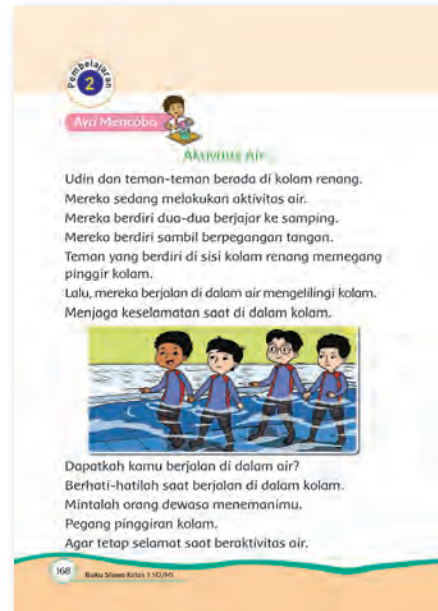 Pembelajaran
2
Ayo Mencoba
Aktivitas Air
Udin dan teman-teman berada di kolam renang.
Mereka sedang melakukan aktivitas air.
Mereka berdiri dua-dua berjajar ke samping.
Mereka berdiri sambil berpegangan tangan.
Teman yang berdiri di sisi kolam renang memegang
pinggir kolam.
Lalu, mereka berjalan di dalam air mengelilingi kolam.
Menjaga keselamatan saat di dalam kolam.
Dapatkah kamu berjalan di dalam air?
Berhati-hatilah saat berjalan di dalam kolam.
Mintalah orang dewasa menemanimu.
Pegang pinggiran kolam.
Agar tetap selamat saat beraktivitas air.
168 Buku Siswa Kelas 1 SD/MI